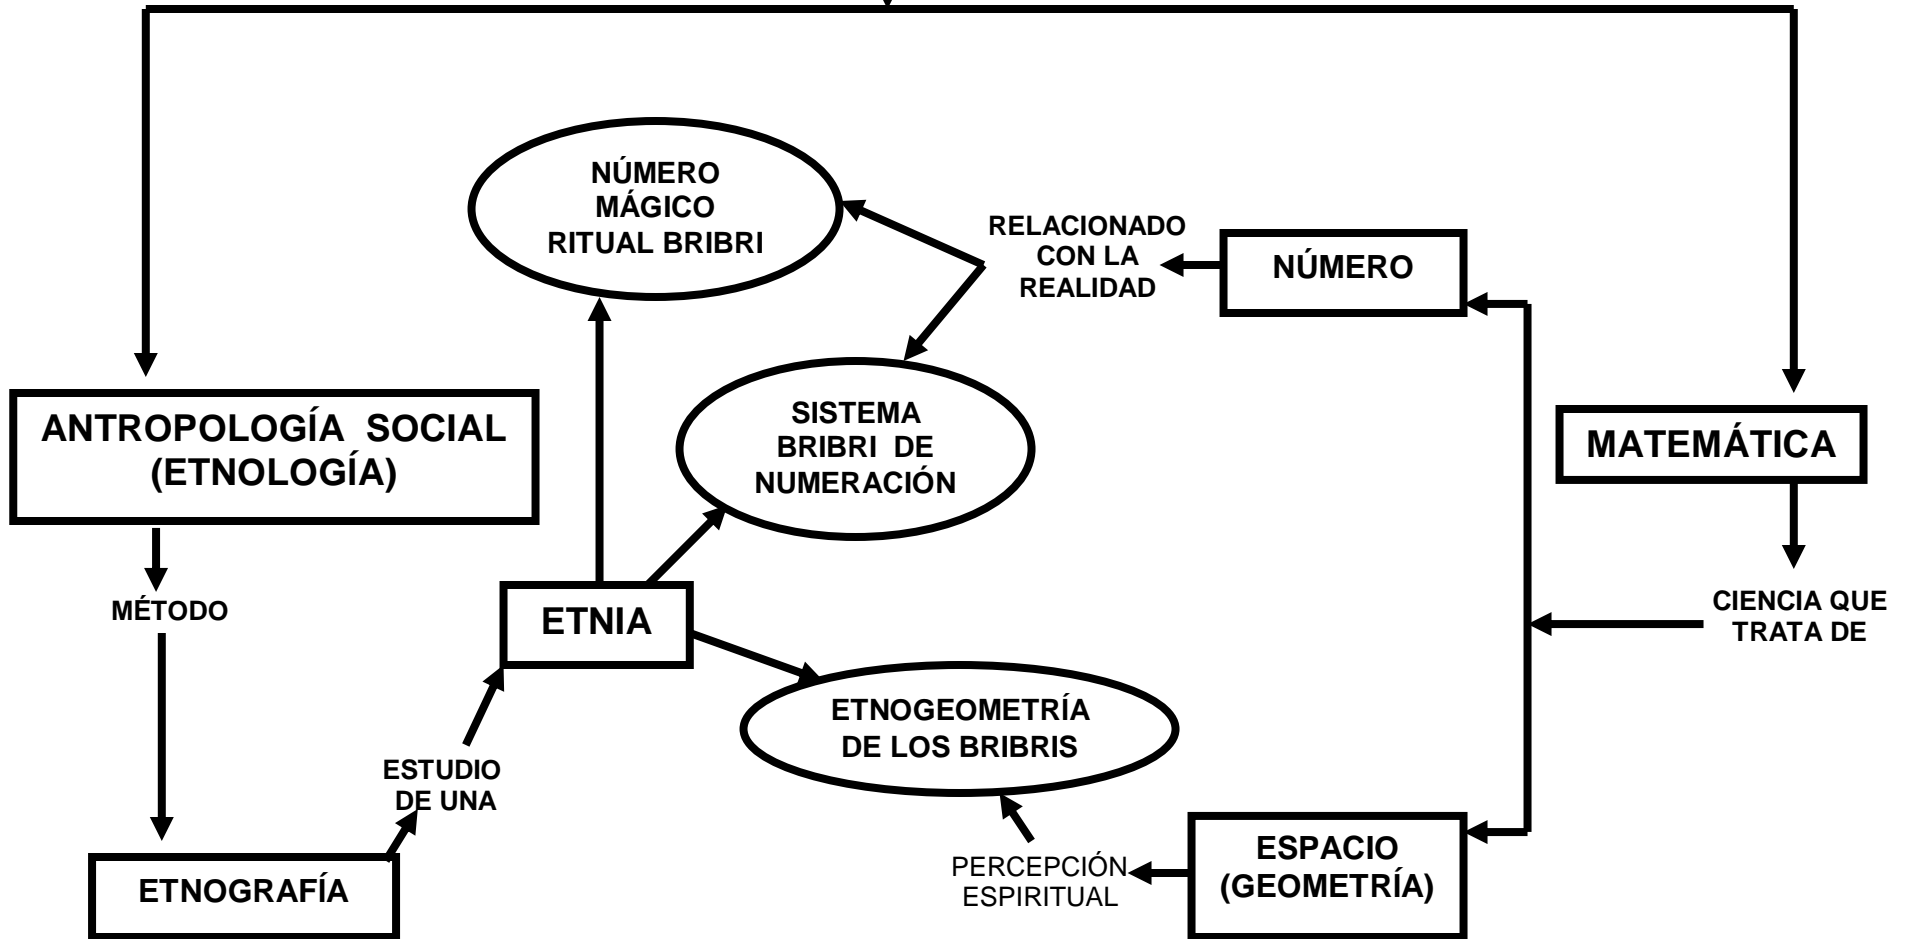 NÚMERO
MÁGICO
RITUAL BRIBRI
RELACIONADO
CON LA
REALIDAD
NÚMERO
ANTROPOLOGÍA SOCIAL
(ETNOLOGÍA)
SISTEMA
BRIBRI DE
NUMERACIÓN
MATEMÁTICA
MÉTODO
ETNIA
CIENCIA QUE
TRATA DE
ESTUDIO
DE UNA
ETNOGEOMETRÍA
DE LOS BRIBRIS
ETNOGRAFÍA
PERCEPCIÓN
ESPIRITUAL
ESPACIO
(GEOMETRÍA)